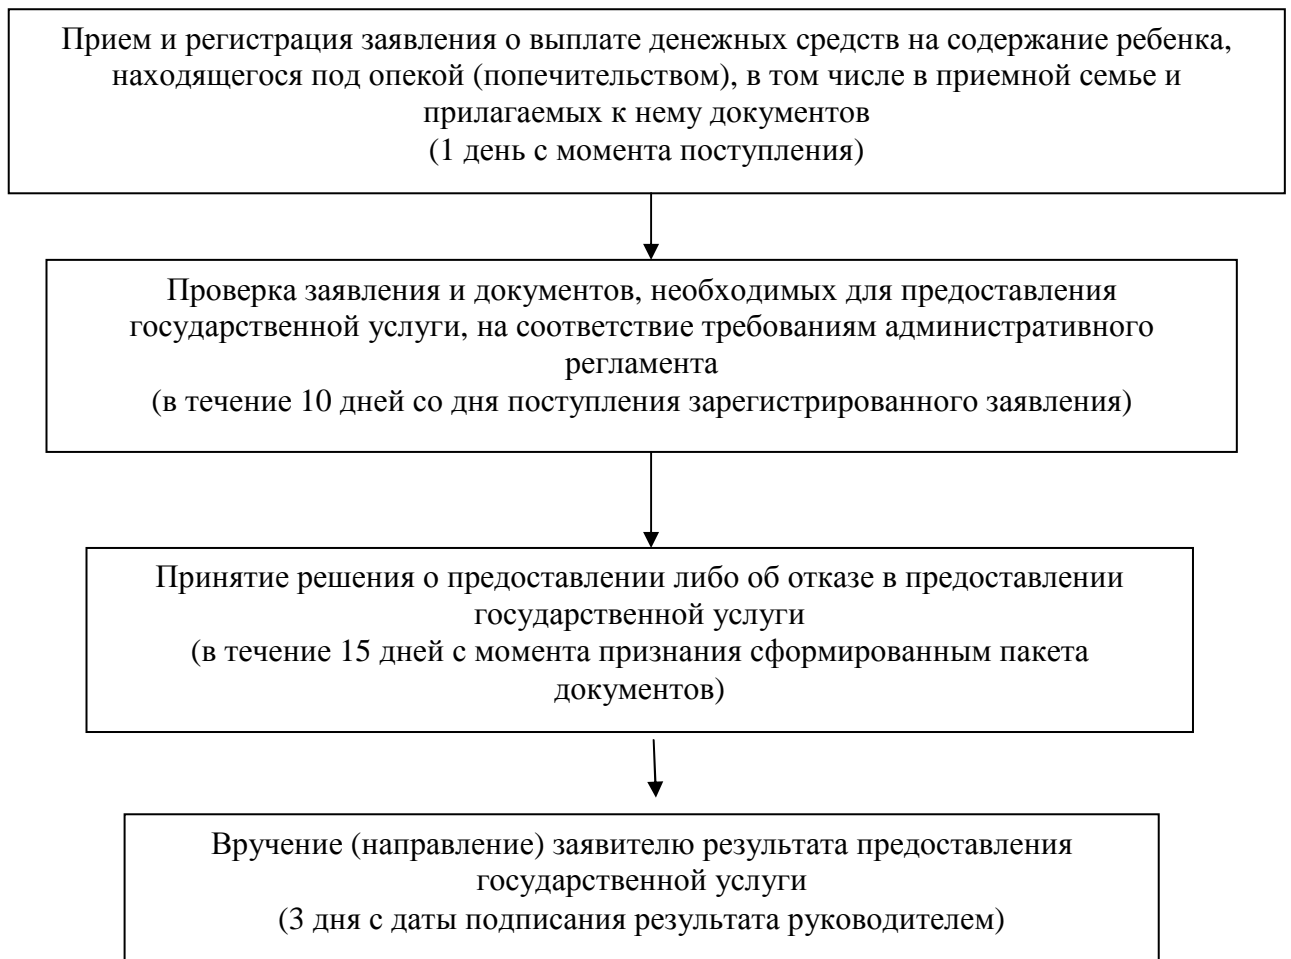 Прием и регистрация заявления о выплате денежных средств на содержание ребенка,
находящегося под опекой (попечительством), в том числе в приемной семье и
прилагаемых к нему документов
(1 день с момента поступления)
Проверка заявления и документов, необходимых для предоставления
государственной услуги, на соответствие требованиям административного
регламента
(в течение 10 дней со дня поступления зарегистрированного заявления)
Принятие решения о предоставлении либо об отказе в предоставлении
государственной услуги
(в течение 15 дней с момента признания сформированным пакета
документов)
Вручение (направление) заявителю результата предоставления
государственной услуги
(3 дня с даты подписания результата руководителем)